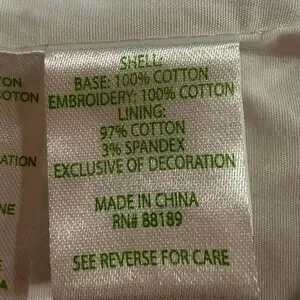 SHELL:
BASE: 100% COTTON
EMBROIDERY: 100% COTTON
LINING:
97% COTTON
3% SPANDEX
EXCLUSIVE OF DECORATION
MADE IN CHINA
RN# 88189
SEE REVERSE FOR CARE